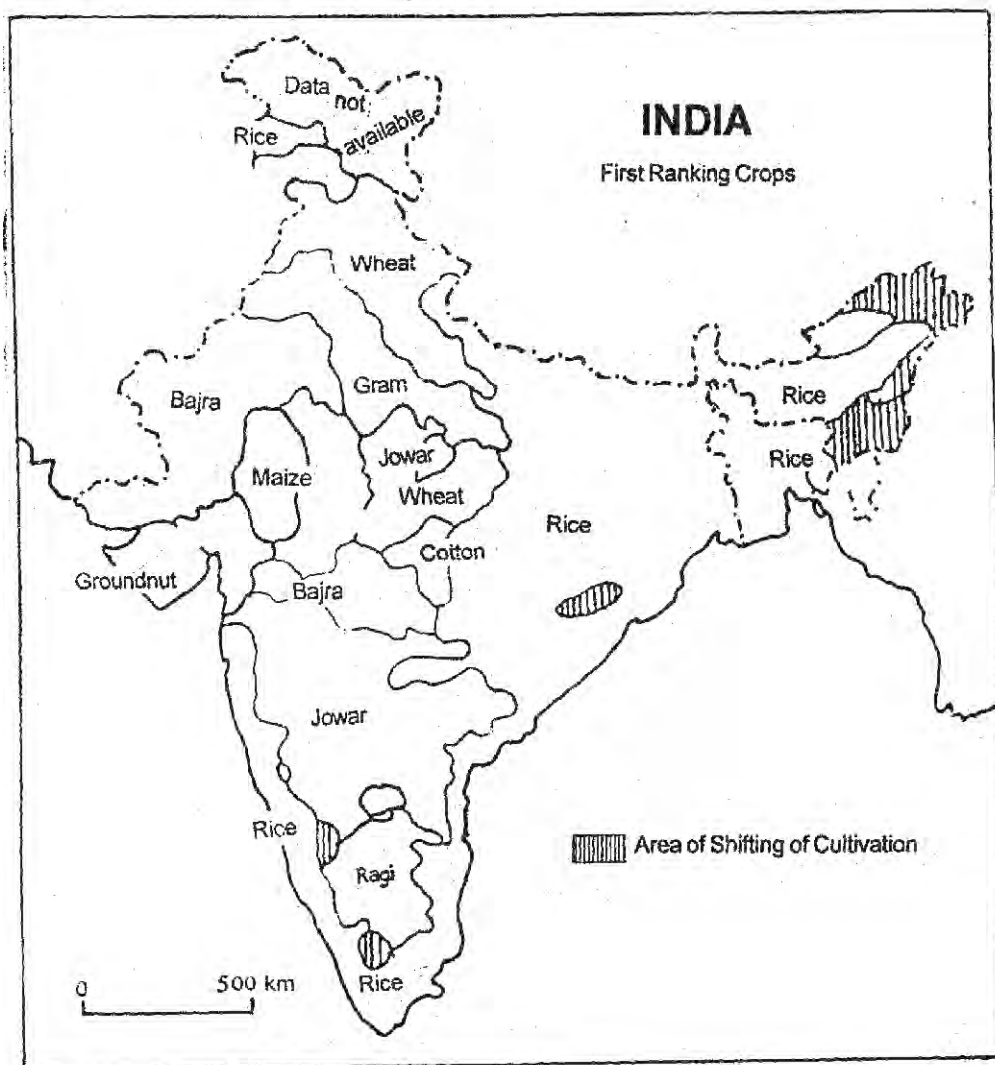 INDIA
First Ranking Crops
Data not
available
Rice
Wheat
Bajra
Gram
Jowar
Maize
Wheat
Rice
Rice
Rice
Cotton
Groundnut
Bajra
Jowar
Rice
Ragi
Area of Shifting of Cultivation
Rice
0 500 km